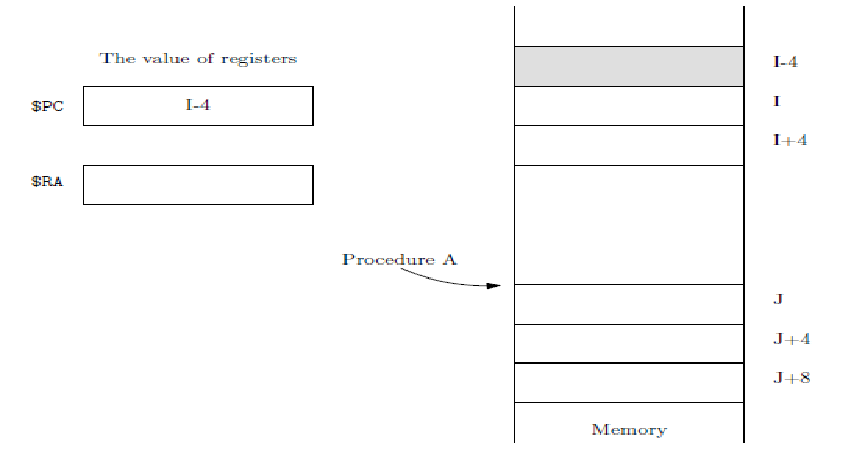 The value of registers
$PC I-4
$RA
Procedure A
I-4
I
I+4
J
J+4
J+8
Memory